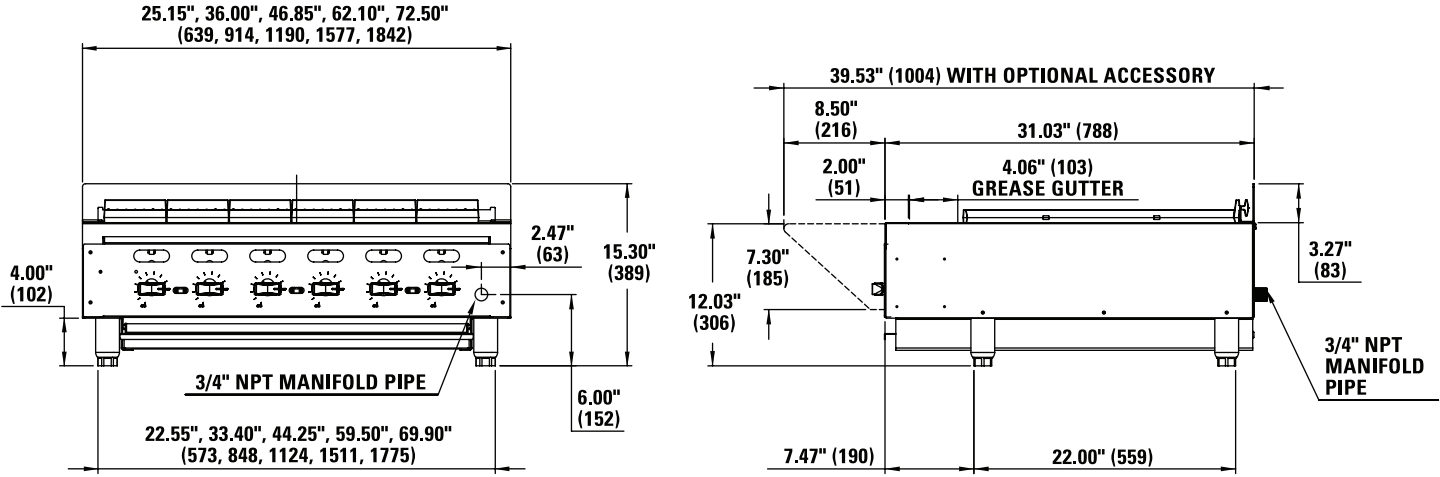 25.15", 36.00", 46.85", 62.10", 72.50"
(639, 914, 1190, 1577, 1842)
2.47"
(63)
15.30"
(389)
4.00"
(102)
3/4" NPT MANIFOLD PIPE
6.00"
(152)
22.55", 33.40", 44.25", 59.50", 69.90"
(573, 848, 1124, 1511, 1775)
39.53" (1004) WITH OPTIONAL ACCESSORY
8.50"
(216)
31.03" (788)
2.00"
(51)
4.06" (103)
GREASE GUTTER
7.30"
(185)
12.03"
(306)
3.27"
(83)
3/4" NPT
MANIFOLD
PIPE
7.47" (190)
22.00" (559)